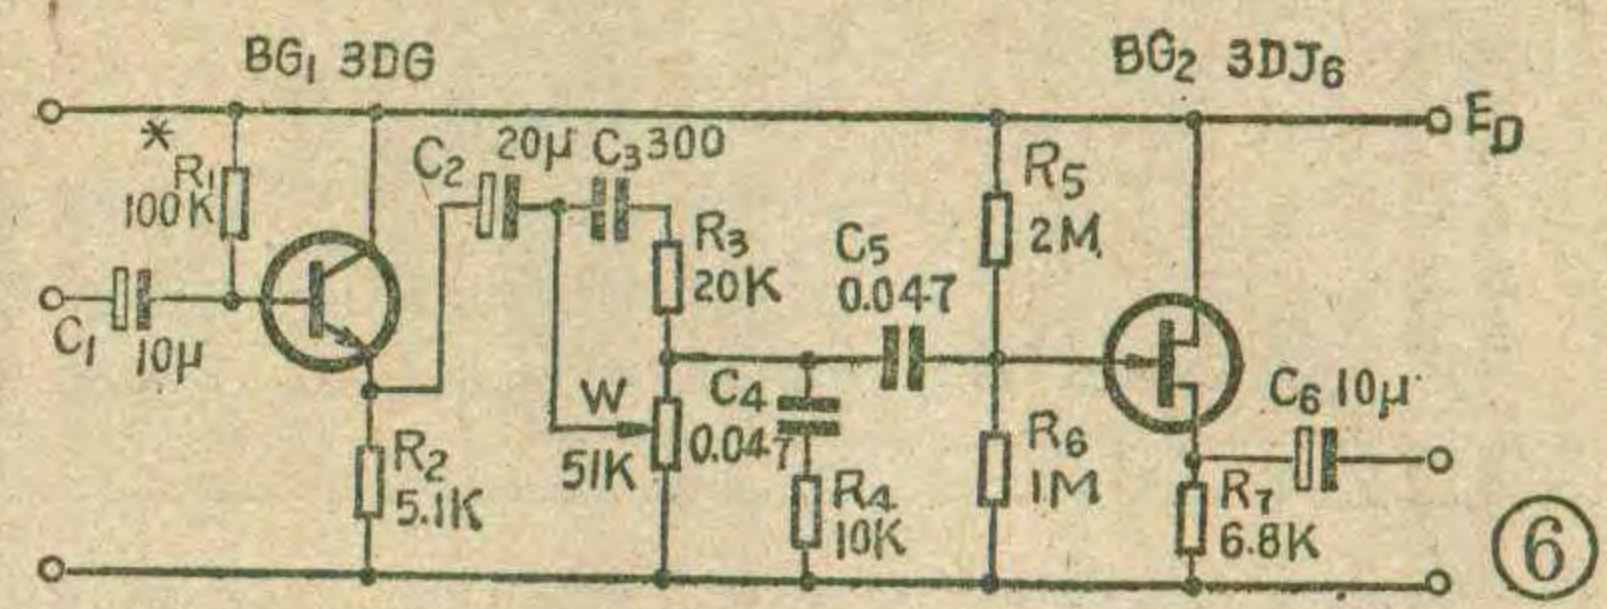 BG1 3DG
BG2 3DJ6
ED
*
R1
100K
C2 20μ
C3 300
R3
20K
C5
0.047
R5
2M
C1 10μ
W
51K
C4
0.047
R2
5.1K
R4
10K
R6
1M
C6 10μ
R7
6.8K
6